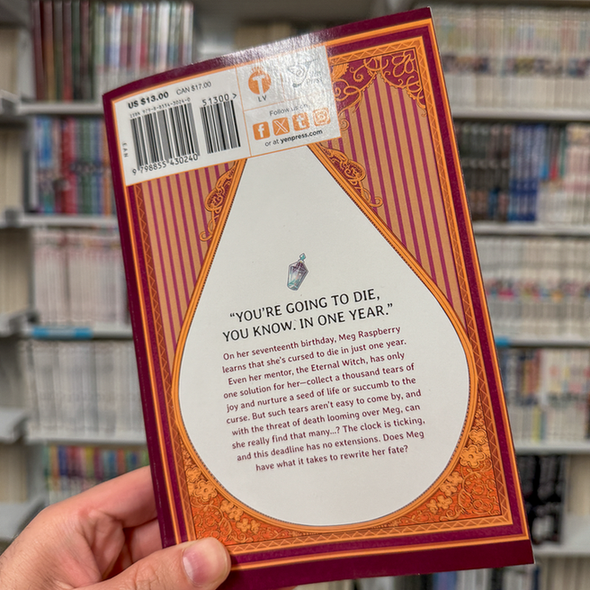 US $13.00 CAN $17.00
51300>
9 798855 430240
LV
Follow us
or at yenpress.com
“YOU’RE GOING TO DIE,
YOU KNOW. IN ONE YEAR.”
On her seventeenth birthday, Meg Raspberry
learns that she’s cursed to die in just one year.
Even her mentor, the Eternal Witch, has only
one solution for her—collect a thousand tears of
joy and nurture a seed of life or succumb to the
curse. But such tears aren’t easy to come by, and
with the threat of death looming over Meg, can
she really find that many...? The clock is ticking,
and this deadline has no extensions. Does Meg
have what it takes to rewrite her fate?